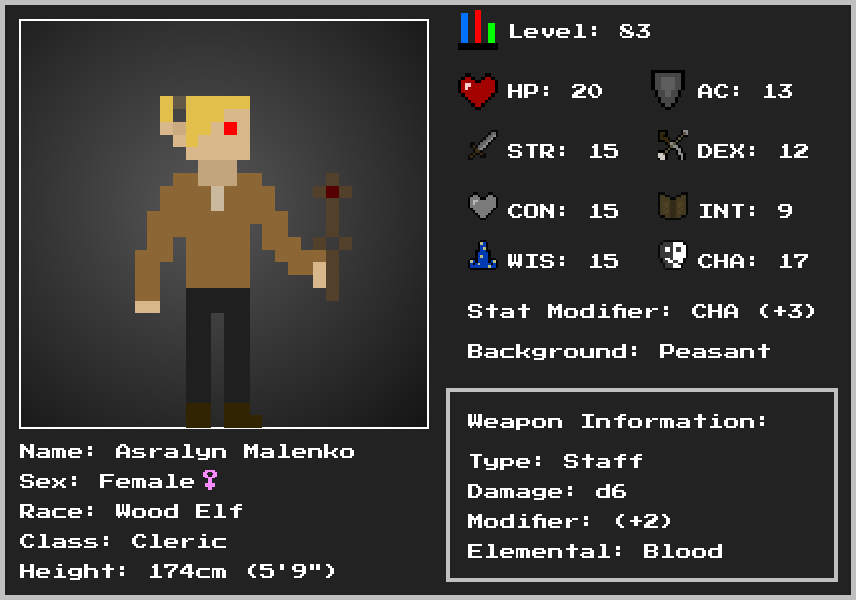 Level: 83
HP: 20
AC: 13
STR: 15
DEX: 12
CON: 15
INT: 9
WIS: 15
CHA: 17
Stat Modifier: CHA (+3)
Background: Peasant
Weapon Information:
Type: Staff
Damage: d6
Modifier: (+2)
Elemental: Blood
Name: Asralyn Malenko
Sex: Female♀
Race: Wood Elf
Class: Cleric
Height: 174cm (5'9")